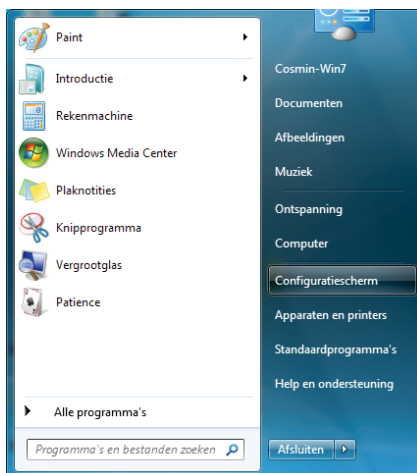 Paint
Introductie
Rekenmachine
Windows Media Center
Plaknotities
Knipprogramma
Vergrootglas
Patience
Alle programma's
Programma's en bestanden zoeken
Cosmin-Win7
Documenten
Afbeeldingen
Muziek
Ontspanning
Computer
Configuratiescherm
Apparaten en printers
Standaardprogramma's
Help en ondersteuning
Afsluiten